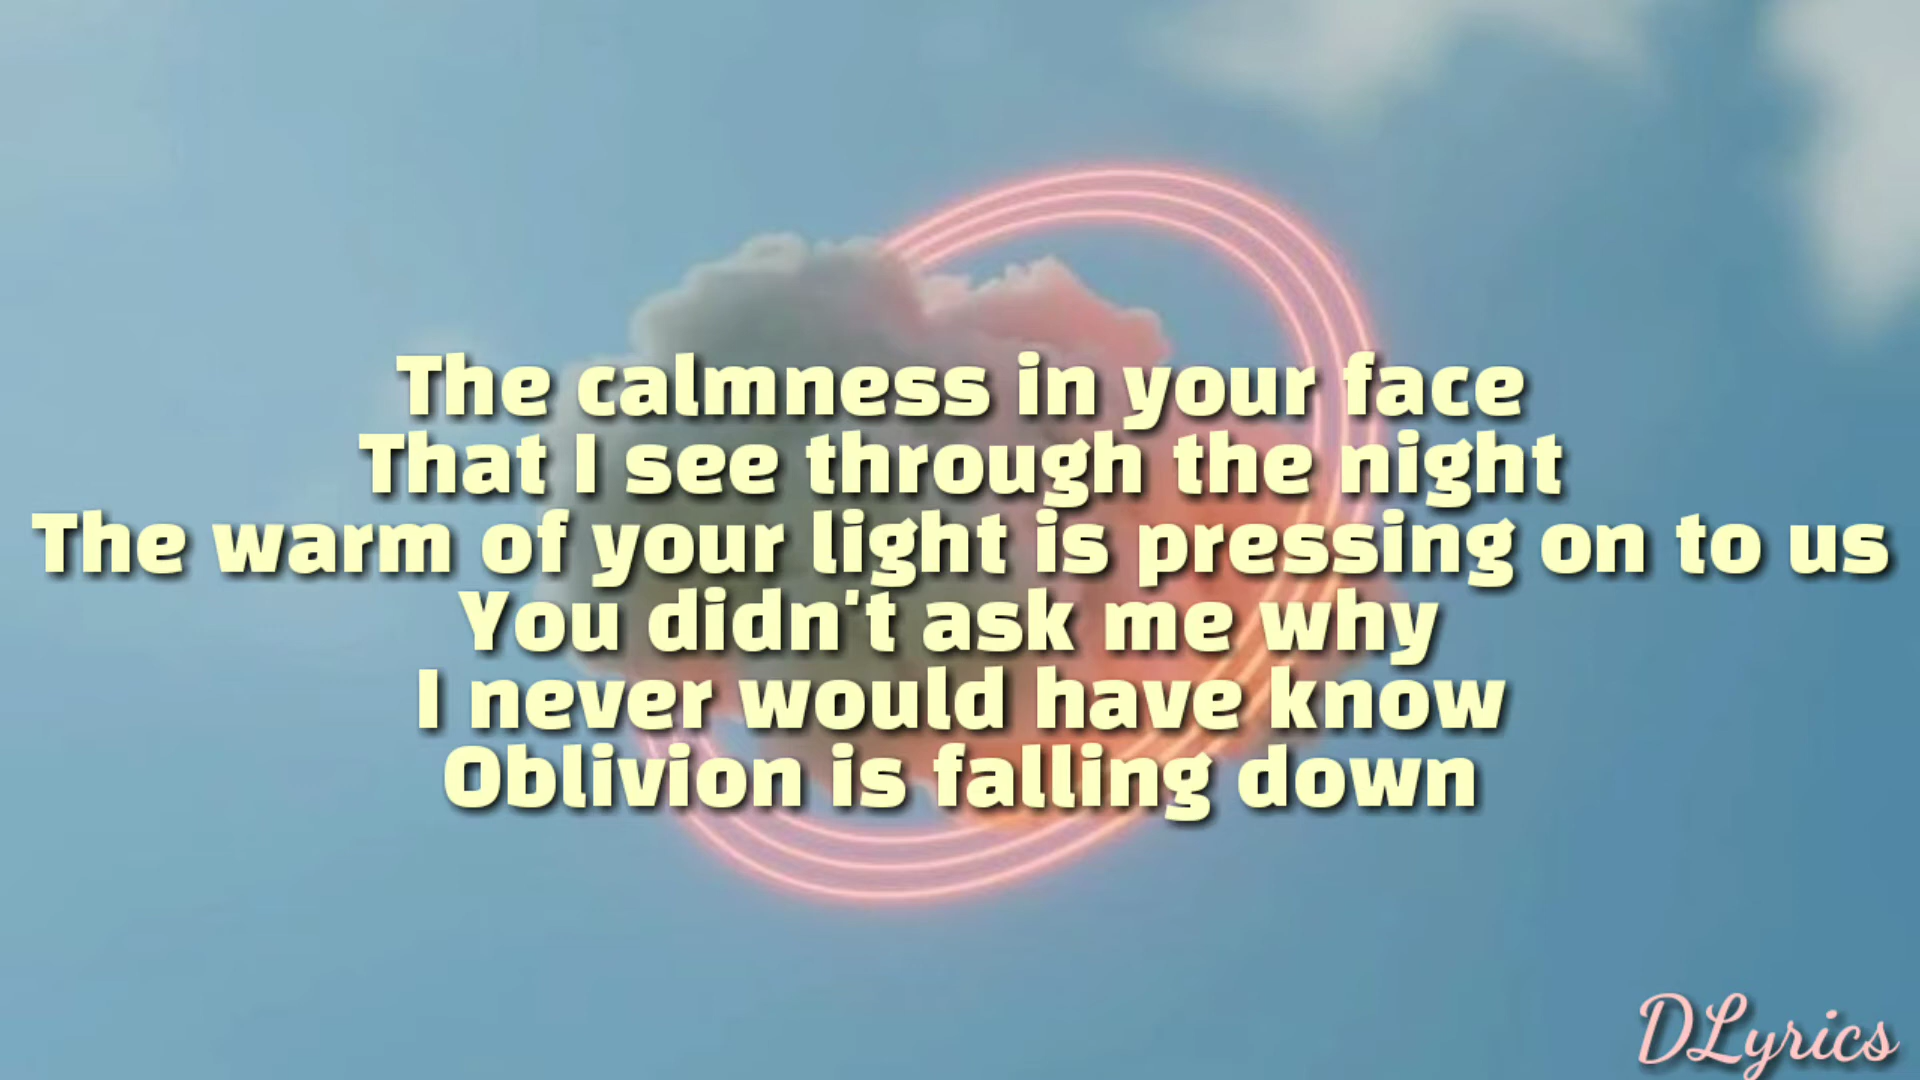 The calmness in your face
That I see through the night
The warm of your light is pressing on to us
You didn't ask me why
I never would have know
Oblivion is falling down
DLyrics